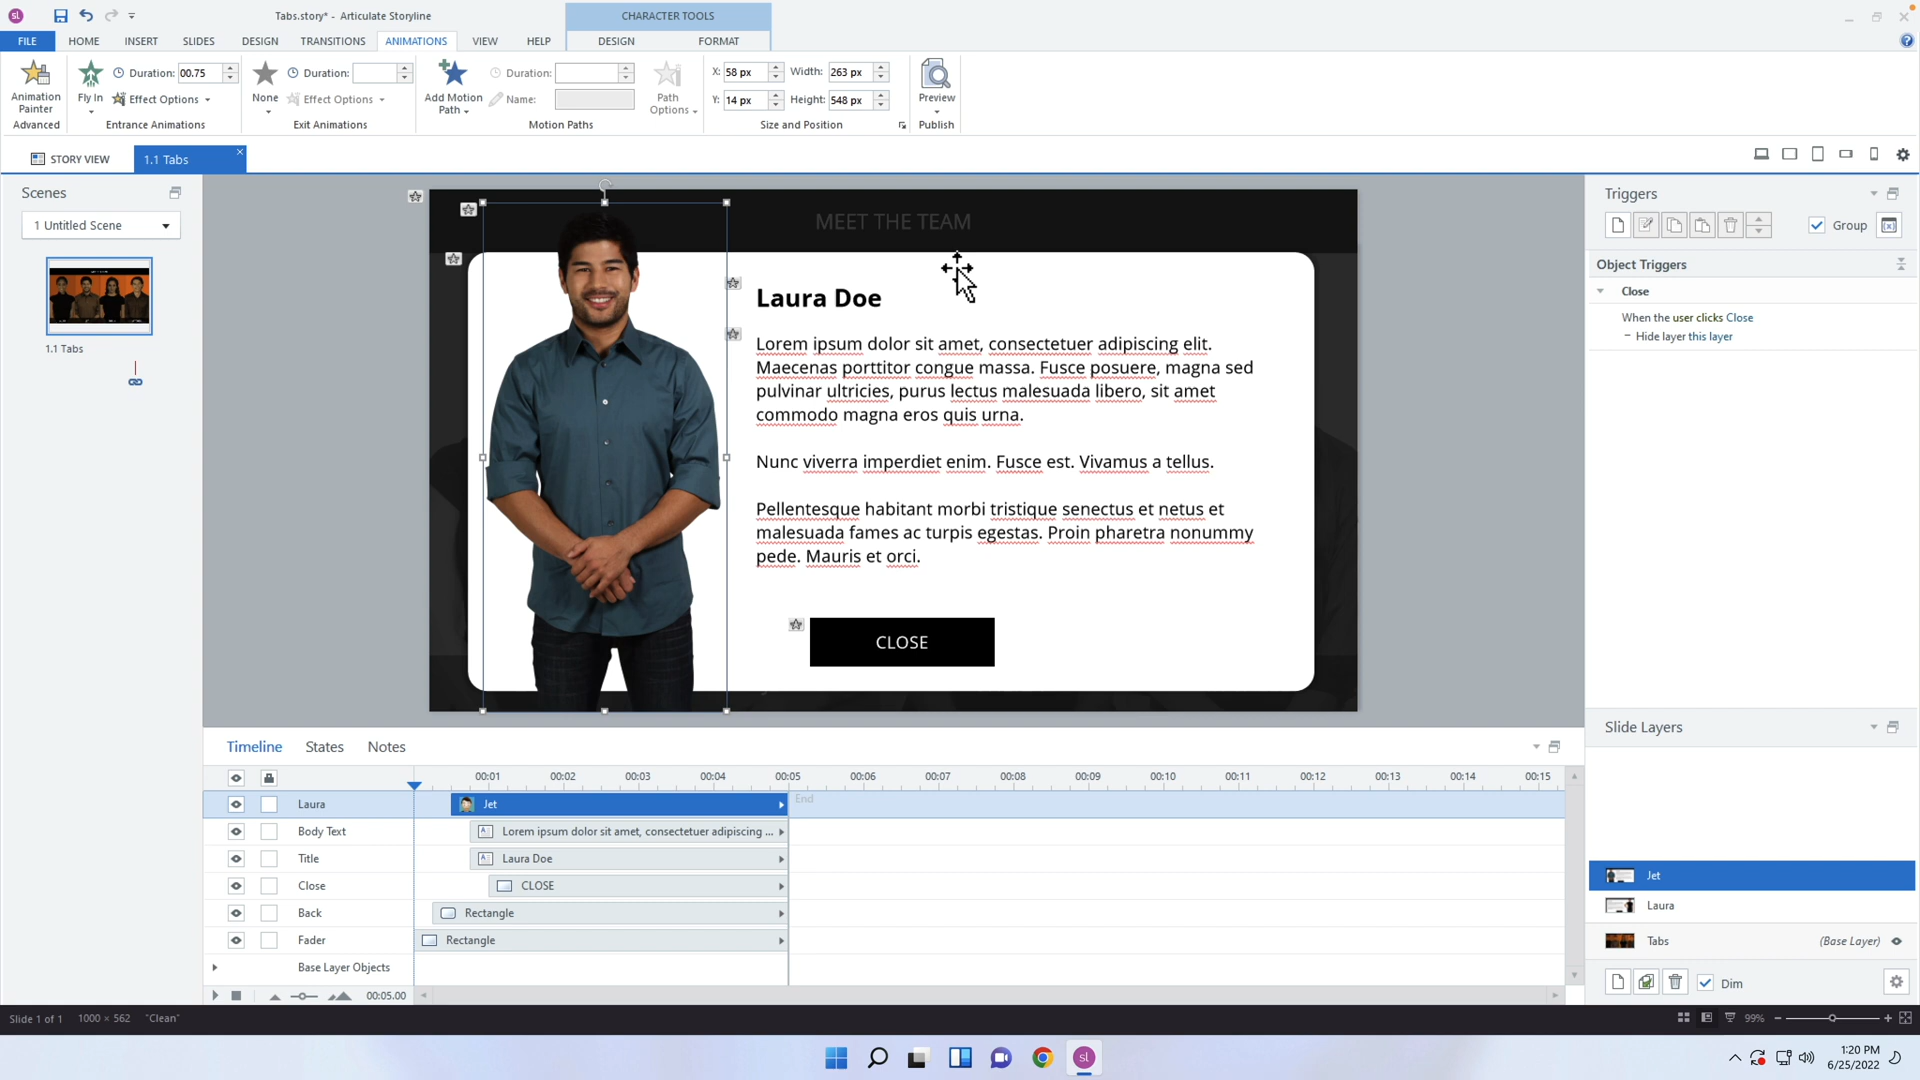 Tabs.story* - Articulate Storyline
CHARACTER TOOLS
FILE HOME INSERT SLIDES DESIGN TRANSITIONS ANIMATIONS VIEW HELP DESIGN FORMAT
Animation Painter
Advanced
Fly In
Duration: 00.75
Effect Options
Entrance Animations
None
Duration:
Effect Options
Exit Animations
Add Motion Path
Duration:
Name:
Path Options
Motion Paths
X: 58 px Width: 263 px
Y: 14 px Height: 548 px
Size and Position
Preview
Publish
STORY VIEW
1.1 Tabs
Scenes
1 Untitled Scene
1.1 Tabs
MEET THE TEAM
Laura Doe
Lorem ipsum dolor sit amet, consectetuer adipiscing elit.
Maecenas porttitor congue massa. Fusce posuere, magna sed
pulvinar ultricies, purus lectus malesuada libero, sit amet
commodo magna eros quis urna.
Nunc viverra imperdiet enim. Fusce est. Vivamus a tellus.
Pellentesque habitant morbi tristique senectus et netus et
malesuada fames ac turpis egestas. Proin pharetra nonummy
pede. Mauris et orci.
CLOSE
Triggers
Group
Object Triggers
Close
When the user clicks Close
– Hide layer this layer
Timeline States Notes
00:01 00:02 00:03 00:04 00:05 00:06 00:07 00:08 00:09 00:10 00:11 00:12 00:13 00:14 00:15
Laura Jet End
Body Text Lorem ipsum dolor sit amet, consectetuer adipiscing ...
Title Laura Doe
Close CLOSE
Back Rectangle
Fader Rectangle
Base Layer Objects
00:05.00
Slide Layers
Jet
Laura
Tabs (Base Layer)
Dim
Slide 1 of 1 1000 × 562 "Clean"
99%
1:20 PM
6/25/2022